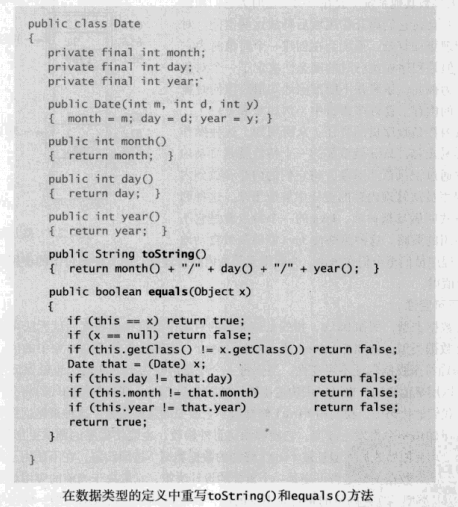 public class Date
{
private final int month;
private final int day;
private final int year;
public Date(int m, int d, int y)
{ month = m; day = d; year = y; }
public int month()
{ return month; }
public int day()
{ return day; }
public int year()
{ return year; }
public String toString()
{ return month() + "/" + day() + "/" + year(); }
public boolean equals(Object x)
{
if (this == x) return true;
if (x == null) return false;
if (this.getClass() != x.getClass()) return false;
Date that = (Date) x;
if (this.day != that.day) return false;
if (this.month != that.month) return false;
if (this.year != that.year) return false;
return true;
}
}
在数据类型的定义中重写toString()和equals()方法